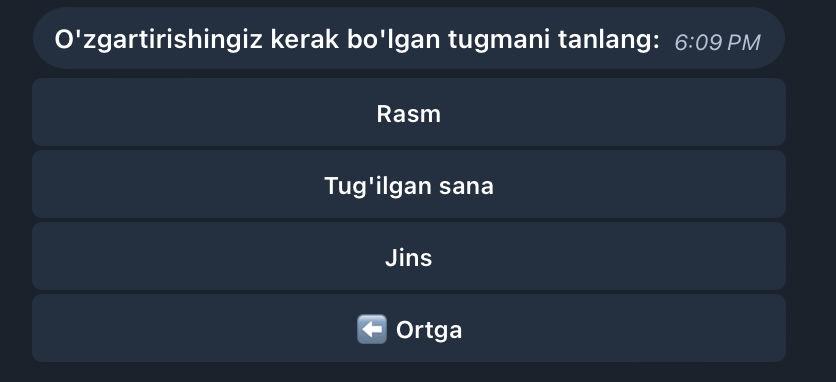 O'zgartirishingiz kerak bo'lgan tugmani tanlang: 6:09 PM
Rasm
Tug'ilgan sana
Jins
⬅️ Ortga